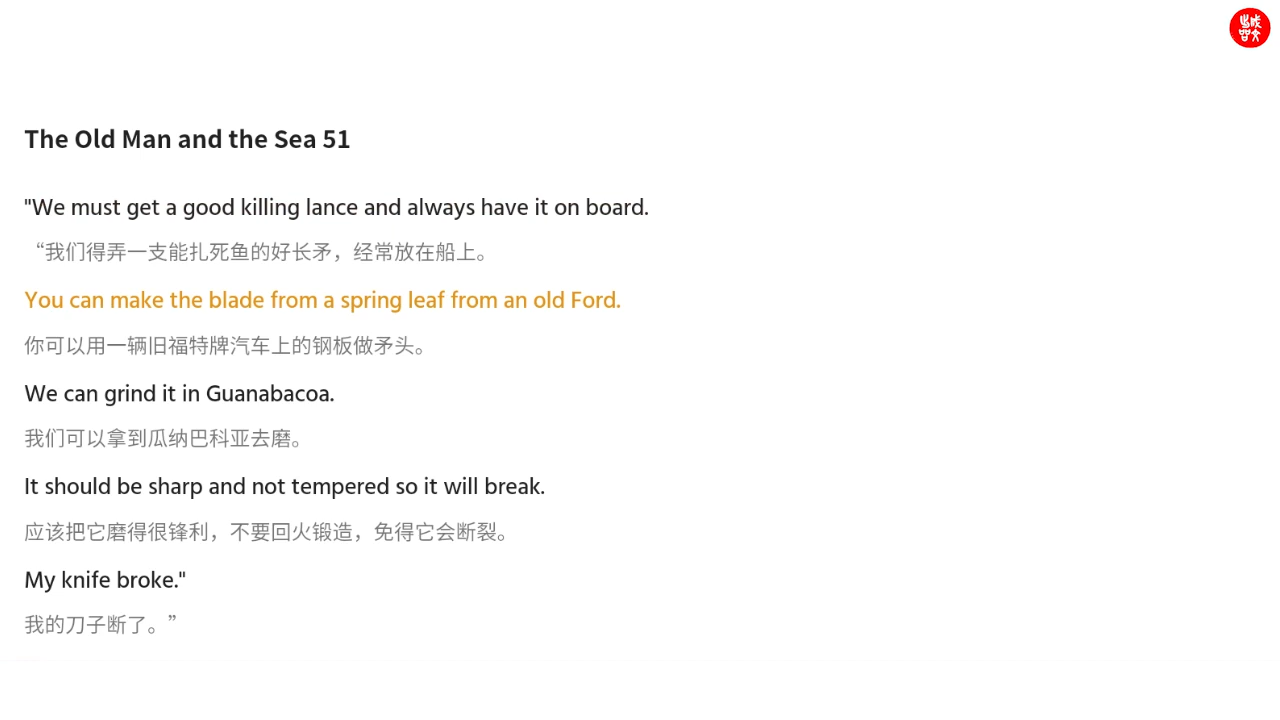 The Old Man and the Sea 51
"We must get a good killing lance and always have it on board.
“我们得弄一支能扎死鱼的好长矛，经常放在船上。
You can make the blade from a spring leaf from an old Ford.
你可以用一辆旧福特牌汽车上的钢板做矛头。
We can grind it in Guanabacoa.
我们可以拿到瓜纳巴科亚去磨。
It should be sharp and not tempered so it will break.
应该把它磨得很锋利，不要回火锻造，免得它会断裂。
My knife broke."
我的刀子断了。”